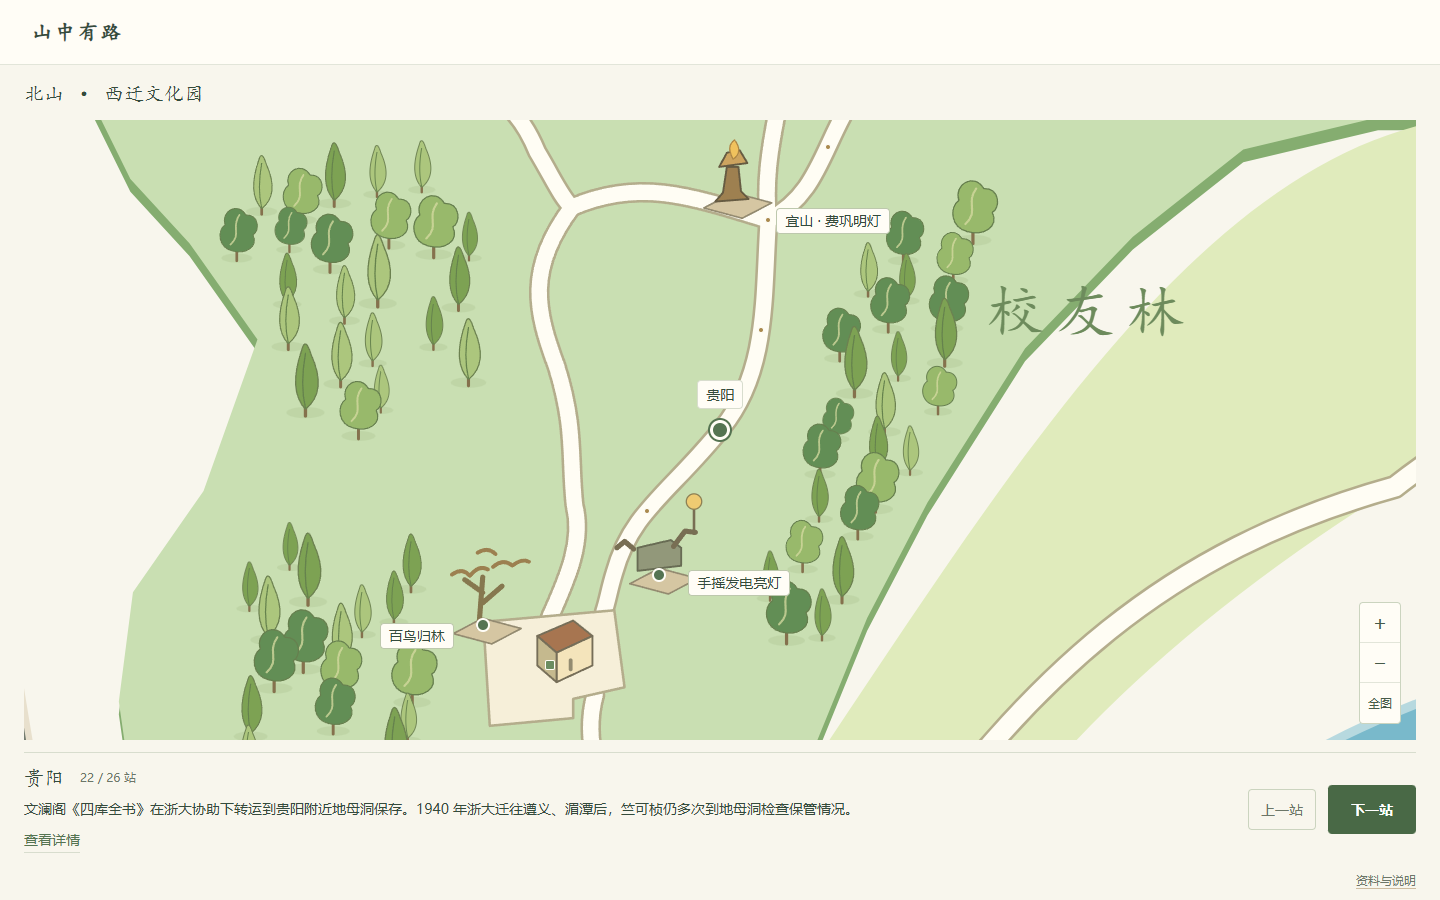 山中有路
北山 • 西迁文化园
宜山 · 费巩明灯
校友林
贵阳
手摇发电亮灯
百鸟归林
+
−
全图
贵阳 22 / 26 站
文澜阁《四库全书》在浙大协助下转运到贵阳附近地母洞保存。1940 年浙大迁往遵义、湄潭后，竺可桢仍多次到地母洞检查保管情况。
查看详情
上一站
下一站
资料与说明